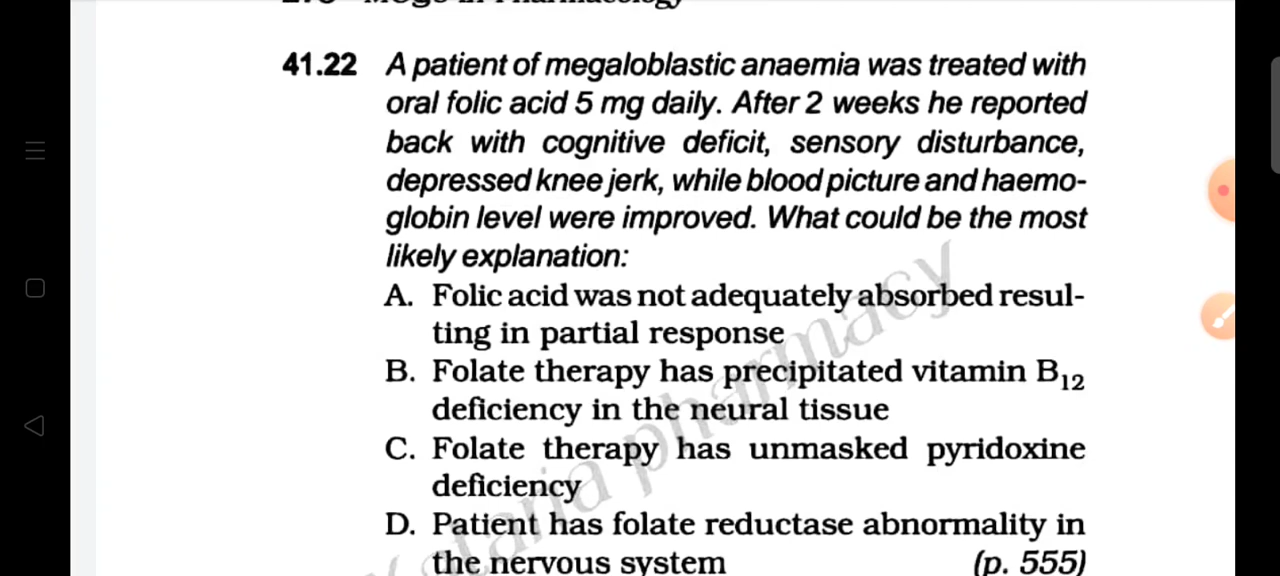 41.22 A patient of megaloblastic anaemia was treated with
oral folic acid 5 mg daily. After 2 weeks he reported
back with cognitive deficit, sensory disturbance,
depressed knee jerk, while blood picture and haemo-
globin level were improved. What could be the most
likely explanation:
A. Folic acid was not adequately absorbed resul-
ting in partial response
B. Folate therapy has precipitated vitamin B12
deficiency in the neural tissue
C. Folate therapy has unmasked pyridoxine
deficiency
D. Patient has folate reductase abnormality in
the nervous system (p. 555)
pharmacy